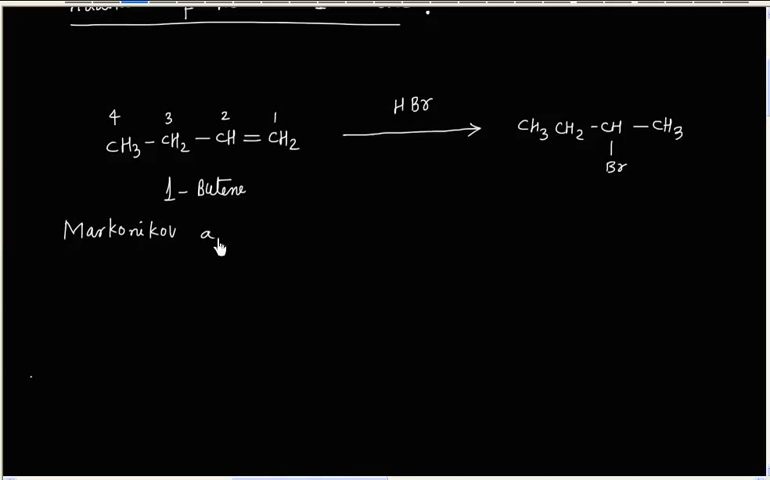 4 3 2 1
CH3 - CH2 - CH = CH2 HBr CH3 CH2 - CH - CH3
Br
1 - Butene
Markonikov a